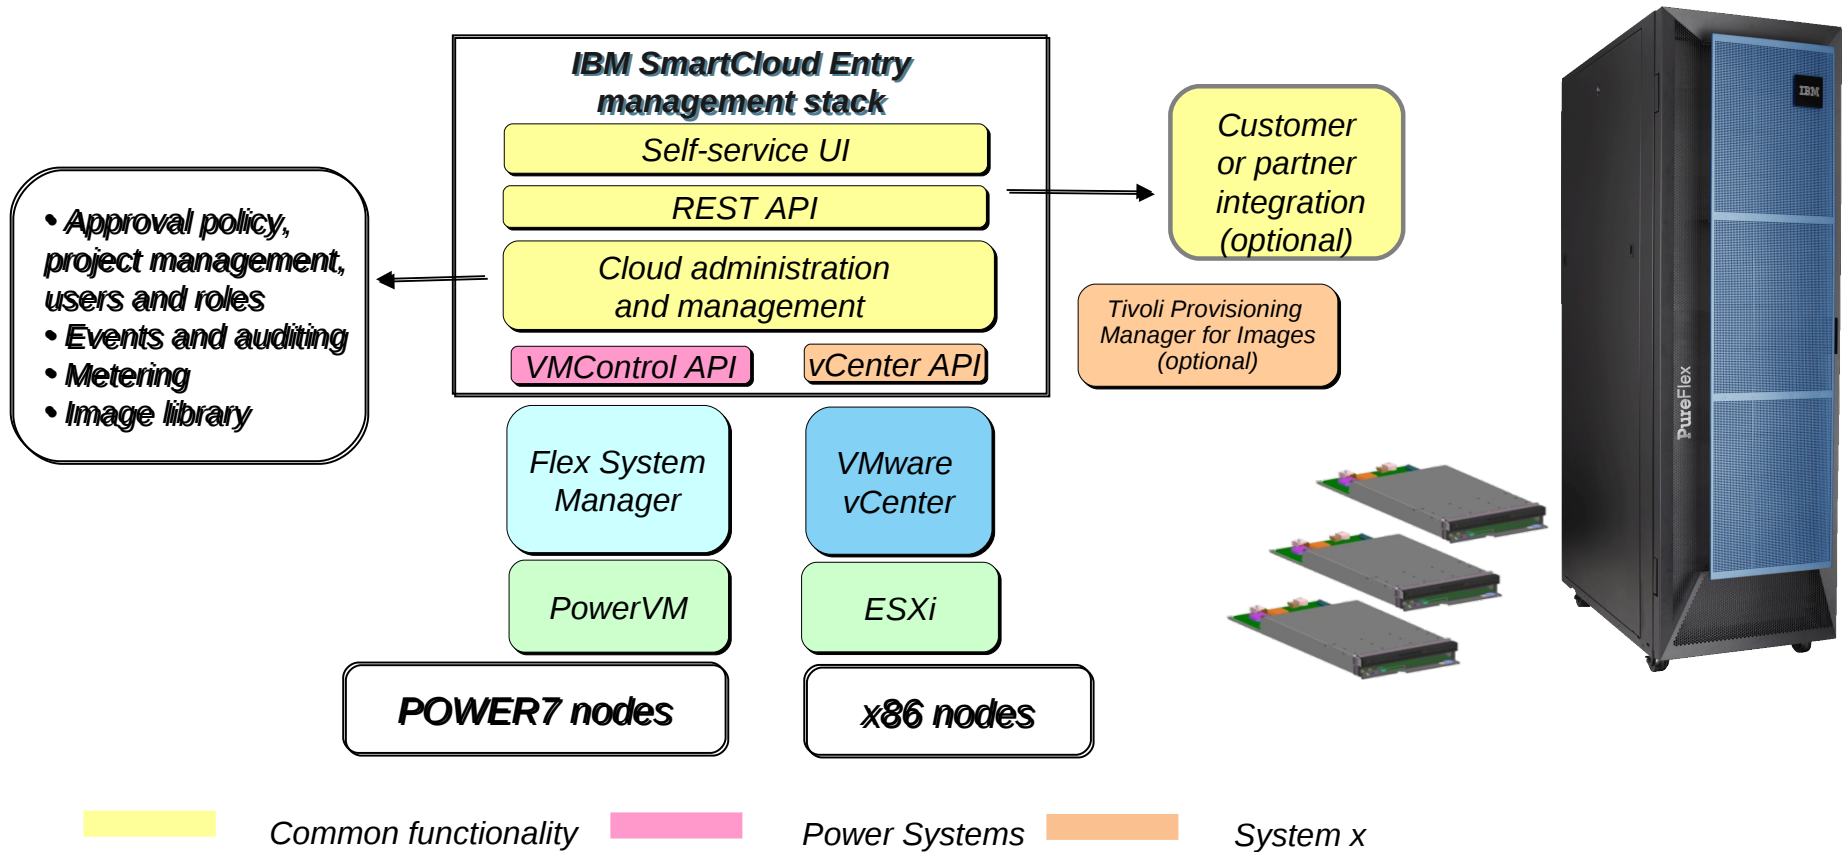 IBM SmartCloud Entry
management stack
Self-service UI
REST API
Cloud administration
and management
VMControl API
vCenter API
• Approval policy,
project management,
users and roles
• Events and auditing
• Metering
• Image library
Customer
or partner
integration
(optional)
Tivoli Provisioning
Manager for Images
(optional)
Flex System
Manager
VMware
vCenter
PowerVM
ESXi
POWER7 nodes
x86 nodes
IBM
PureFlex
Common functionality
Power Systems
System x